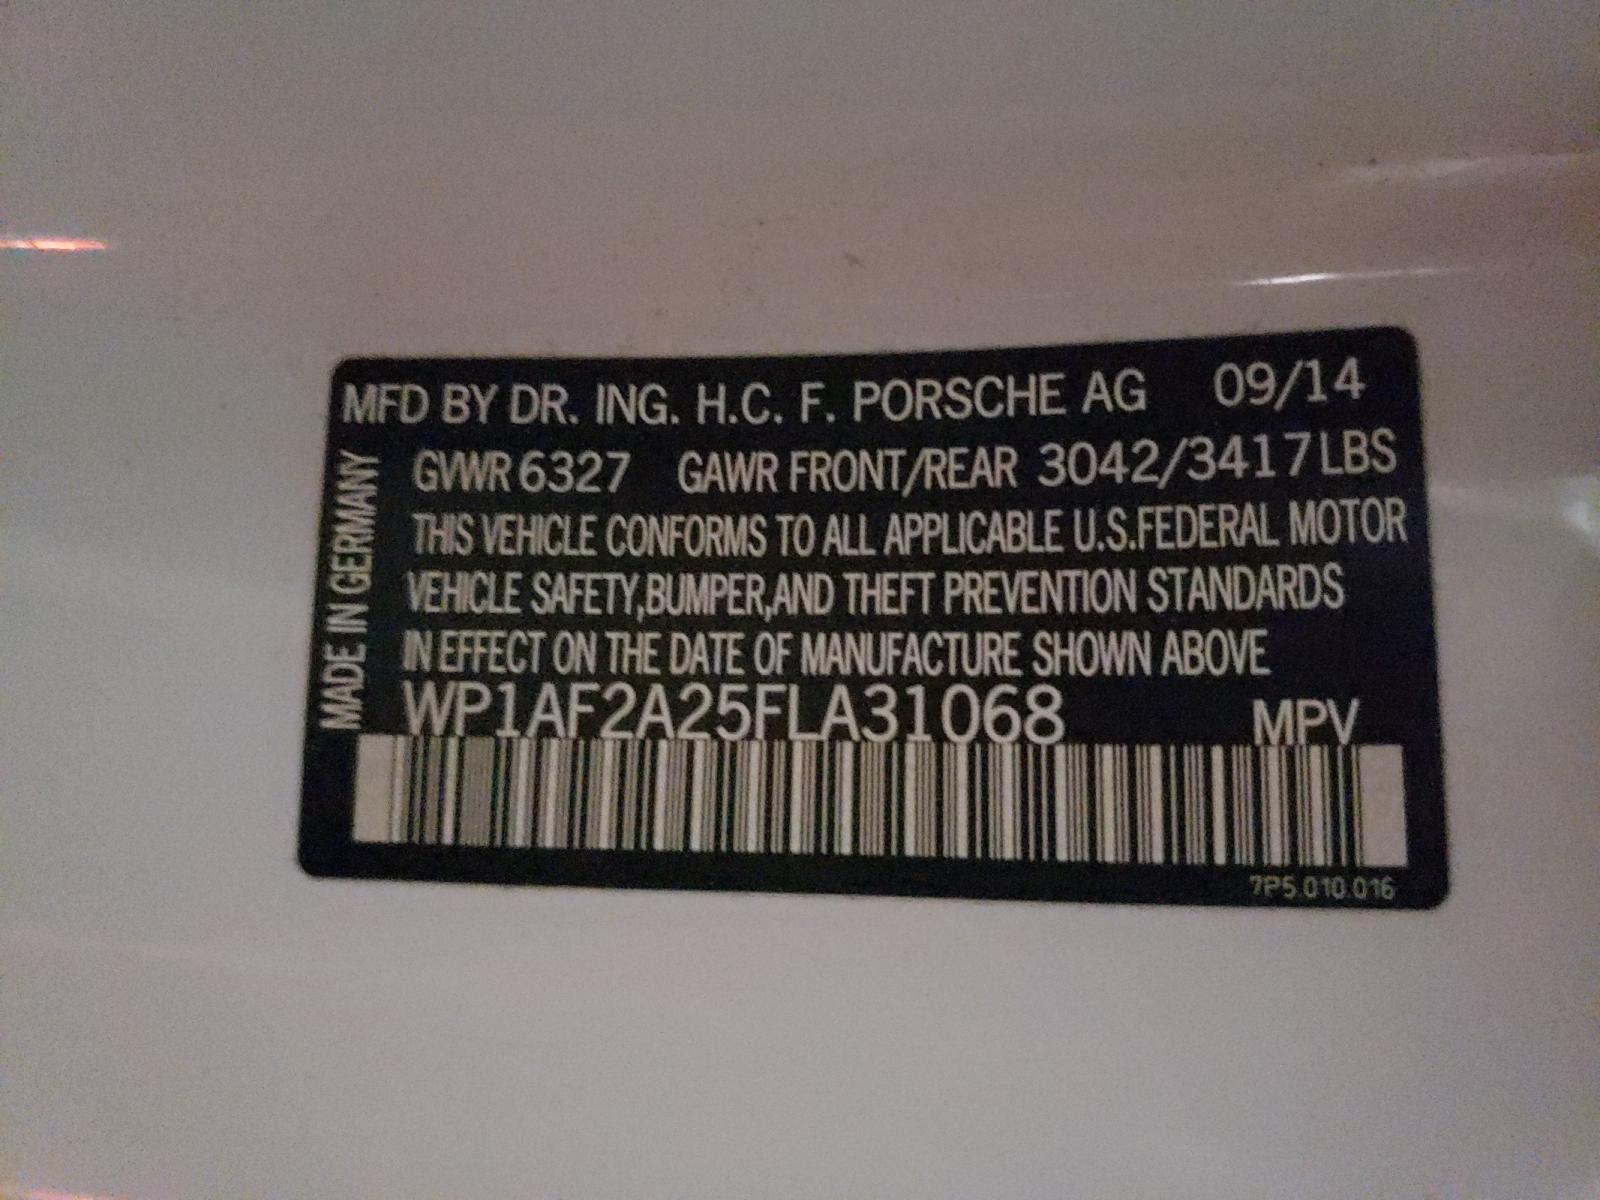 MFD BY DR. ING. H.C. F. PORSCHE AG 09/14
GVWR 6327 GAWR FRONT/REAR 3042/3417 LBS
THIS VEHICLE CONFORMS TO ALL APPLICABLE U.S.FEDERAL MOTOR
VEHICLE SAFETY,BUMPER,AND THEFT PREVENTION STANDARDS
IN EFFECT ON THE DATE OF MANUFACTURE SHOWN ABOVE
WP1AF2A25FLA31068 MPV
MADE IN GERMANY
7P5.010.016